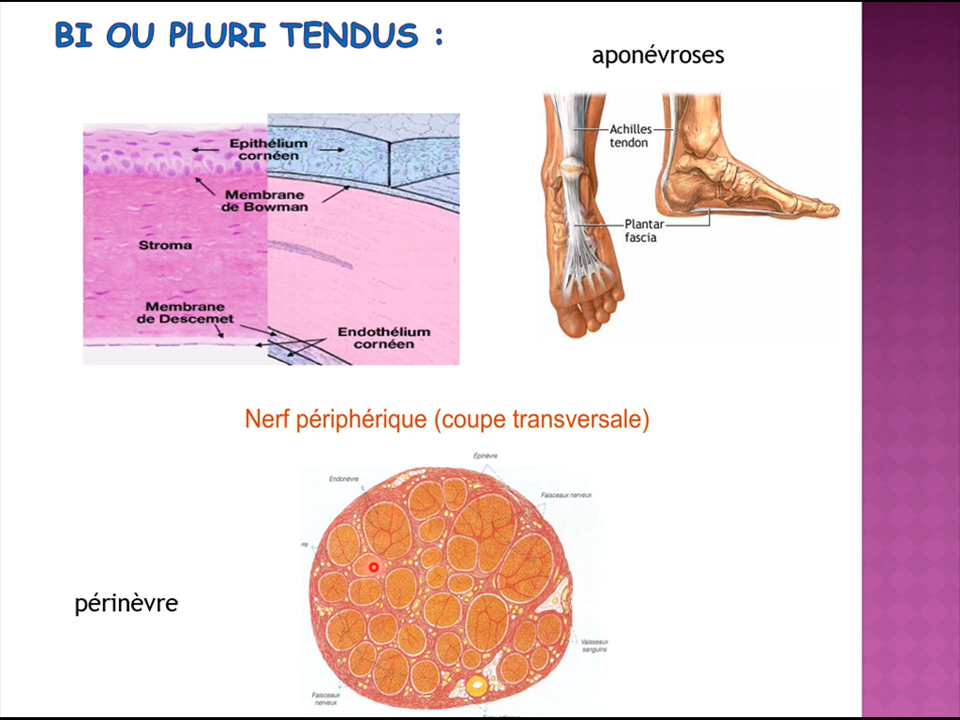 BI OU PLURI TENDUS :
aponévroses
Epithélium
cornéen
Membrane
de Bowman
Stroma
Membrane
de Descemet
Endothélium
cornéen
Achilles
tendon
Plantar
fascia
Nerf périphérique (coupe transversale)
Epinèvre
Endonèvre
Faisceaux nerveux
périnèvre
Vaisseaux
sanguins
Faisceaux
nerveux